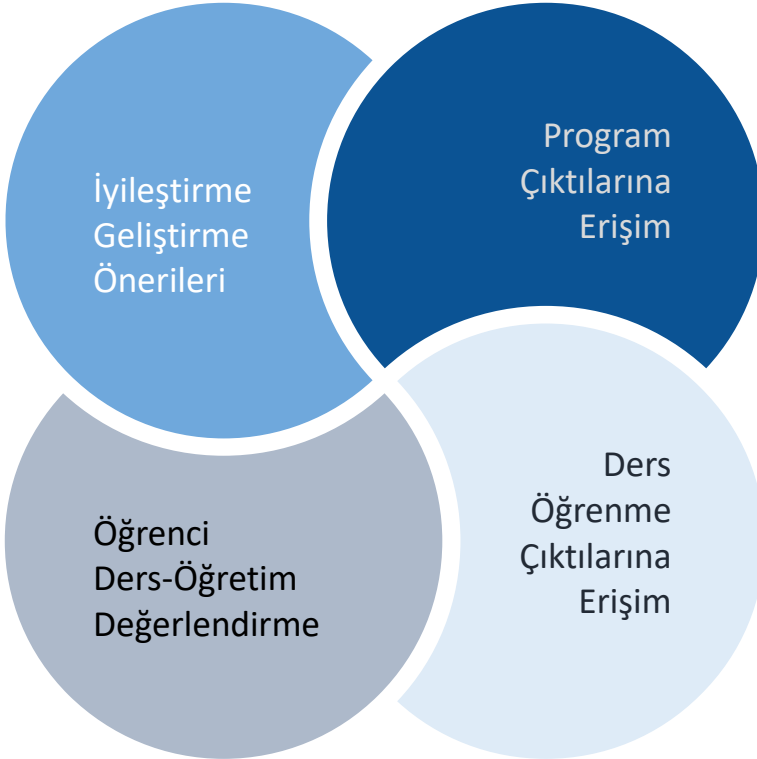 İyileştirme
Geliştirme
Önerileri
Program
Çıktılarına
Erişim
Öğrenci
Ders-Öğretim
Değerlendirme
Ders
Öğrenme
Çıktılarına
Erişim